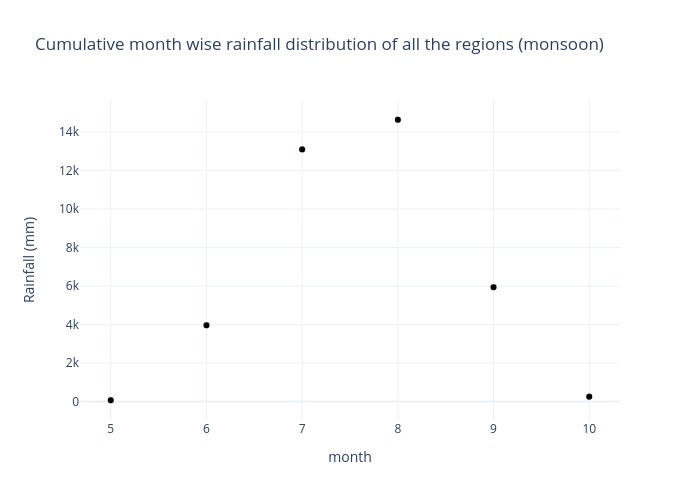 Cumulative month wise rainfall distribution of all the regions (monsoon)
14k
12k
10k
8k
6k
4k
2k
0
Rainfall (mm)
5 6 7 8 9 10
month